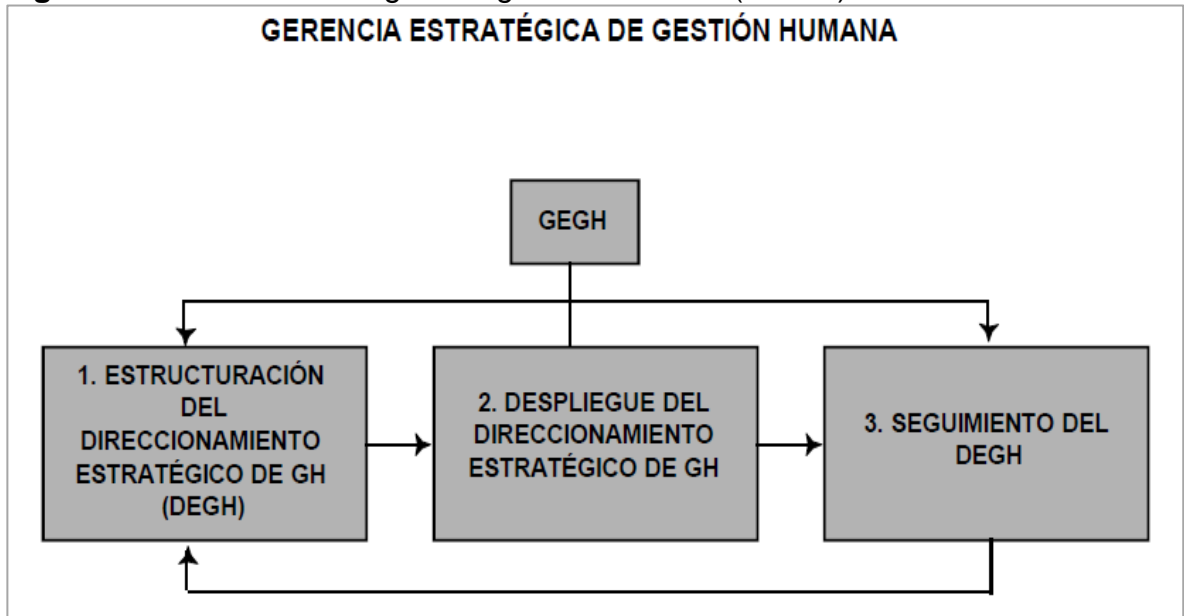 GERENCIA ESTRATÉGICA DE GESTIÓN HUMANA
GEGH
1. ESTRUCTURACIÓN
DEL
DIRECCIONAMIENTO
ESTRATÉGICO DE GH
(DEGH)
2. DESPLIEGUE DEL
DIRECCIONAMIENTO
ESTRATÉGICO DE GH
3. SEGUIMIENTO DEL
DEGH